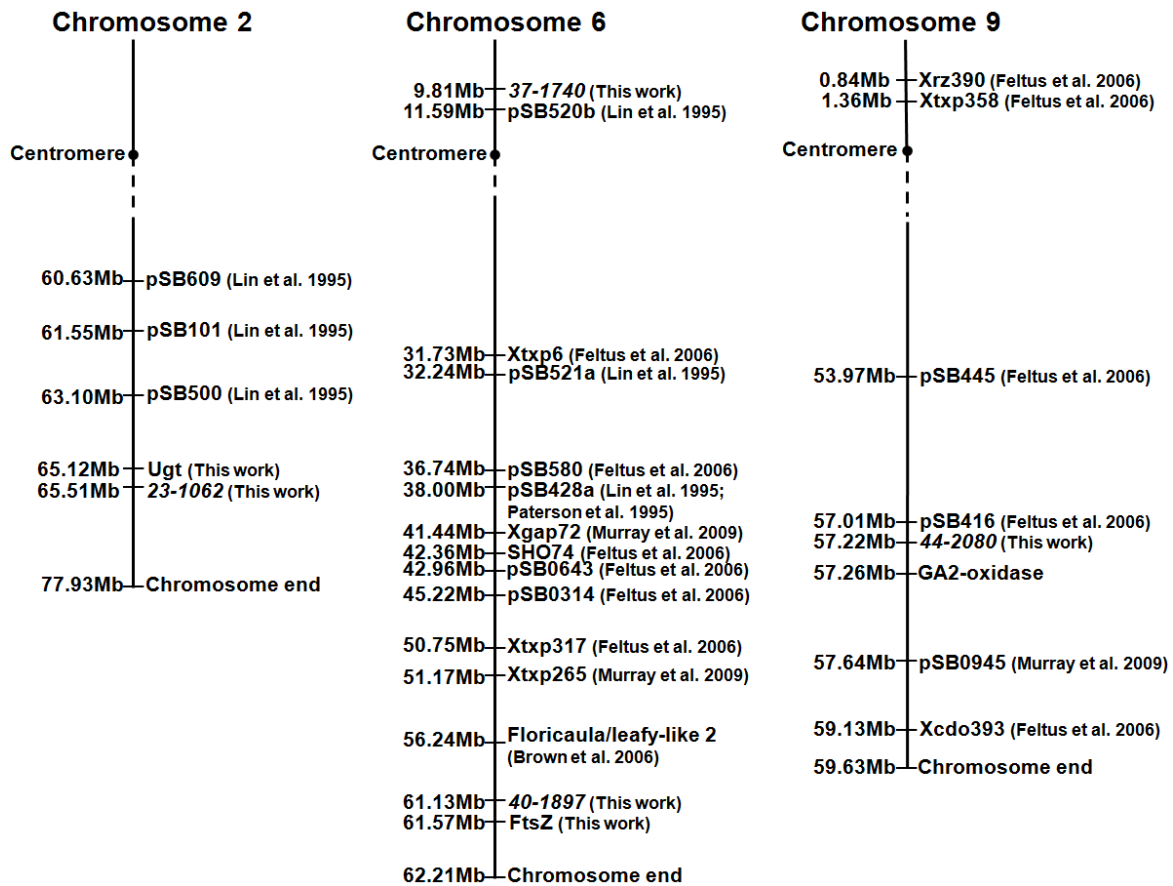 Chromosome 2
Centromere
60.63Mb pSB609 (Lin et al. 1995)
61.55Mb pSB101 (Lin et al. 1995)
63.10Mb pSB500 (Lin et al. 1995)
65.12Mb Ugt (This work)
65.51Mb 23-1062 (This work)
77.93Mb Chromosome end
Chromosome 6
9.81Mb 37-1740 (This work)
11.59Mb pSB520b (Lin et al. 1995)
Centromere
31.73Mb Xtxp6 (Feltus et al. 2006)
32.24Mb pSB521a (Lin et al. 1995)
36.74Mb pSB580 (Feltus et al. 2006)
38.00Mb pSB428a (Lin et al. 1995;
Paterson et al. 1995)
41.44Mb Xgap72 (Murray et al. 2009)
42.36Mb SHO74 (Feltus et al. 2006)
42.96Mb pSB0643 (Feltus et al. 2006)
45.22Mb pSB0314 (Feltus et al. 2006)
50.75Mb Xtxp317 (Feltus et al. 2006)
51.17Mb Xtxp265 (Murray et al. 2009)
56.24Mb Floricaula/leafy-like 2
(Brown et al. 2006)
61.13Mb 40-1897 (This work)
61.57Mb FtsZ (This work)
62.21Mb Chromosome end
Chromosome 9
0.84Mb Xrz390 (Feltus et al. 2006)
1.36Mb Xtxp358 (Feltus et al. 2006)
Centromere
53.97Mb pSB445 (Feltus et al. 2006)
57.01Mb pSB416 (Feltus et al. 2006)
57.22Mb 44-2080 (This work)
57.26Mb GA2-oxidase
57.64Mb pSB0945 (Murray et al. 2009)
59.13Mb Xcdo393 (Feltus et al. 2006)
59.63Mb Chromosome end